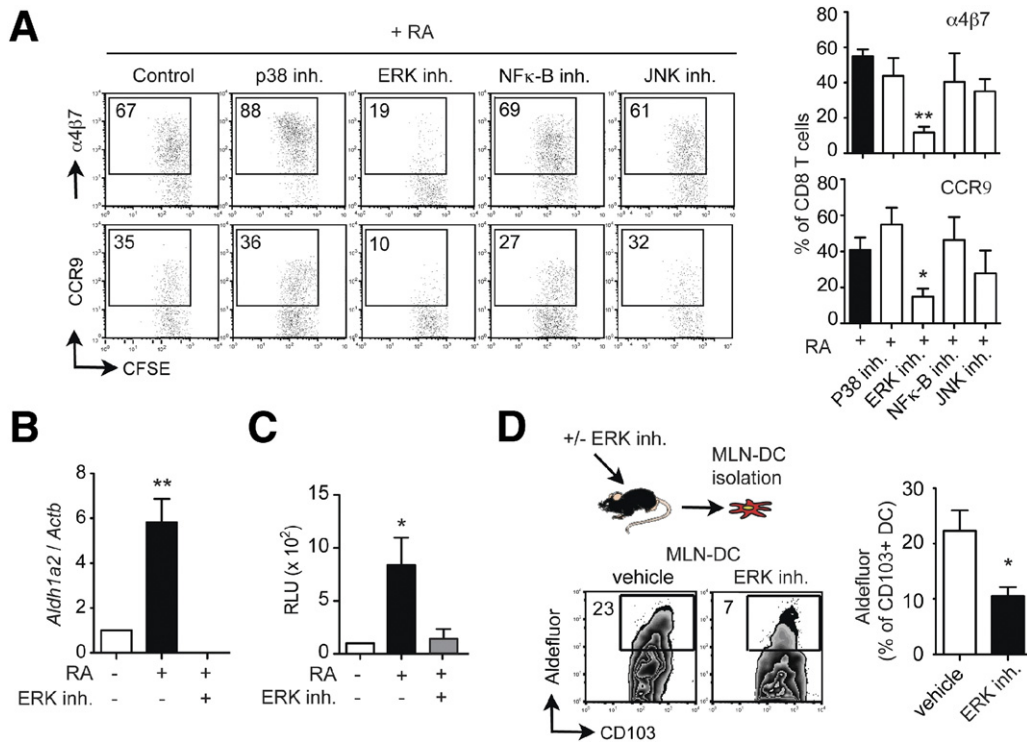 A
+ RA
Control p38 inh. ERK inh. NFκ-B inh. JNK inh.
α4β7
67 88 19 69 61
CCR9
35 36 10 27 32
CFSE
80
60
40
20
0
α4β7
% of CD8 T cells
80
60
40
20
0
CCR9
**
*
RA + + + + +
P38 inh.
ERK inh.
NFκ-B inh.
JNK inh.
B
Aldh1a2 / Actb
8
6
4
2
0
**
RA - + +
ERK inh. - - +
C
RLU (x 10²)
15
10
5
0
*
RA - + +
ERK inh. - - +
D
+/- ERK inh.
MLN-DC
isolation
MLN-DC
vehicle ERK inh.
23 7
Aldefluor
CD103
Aldefluor
(% of CD103+ DC)
30
20
10
0
*
vehicle
ERK inh.